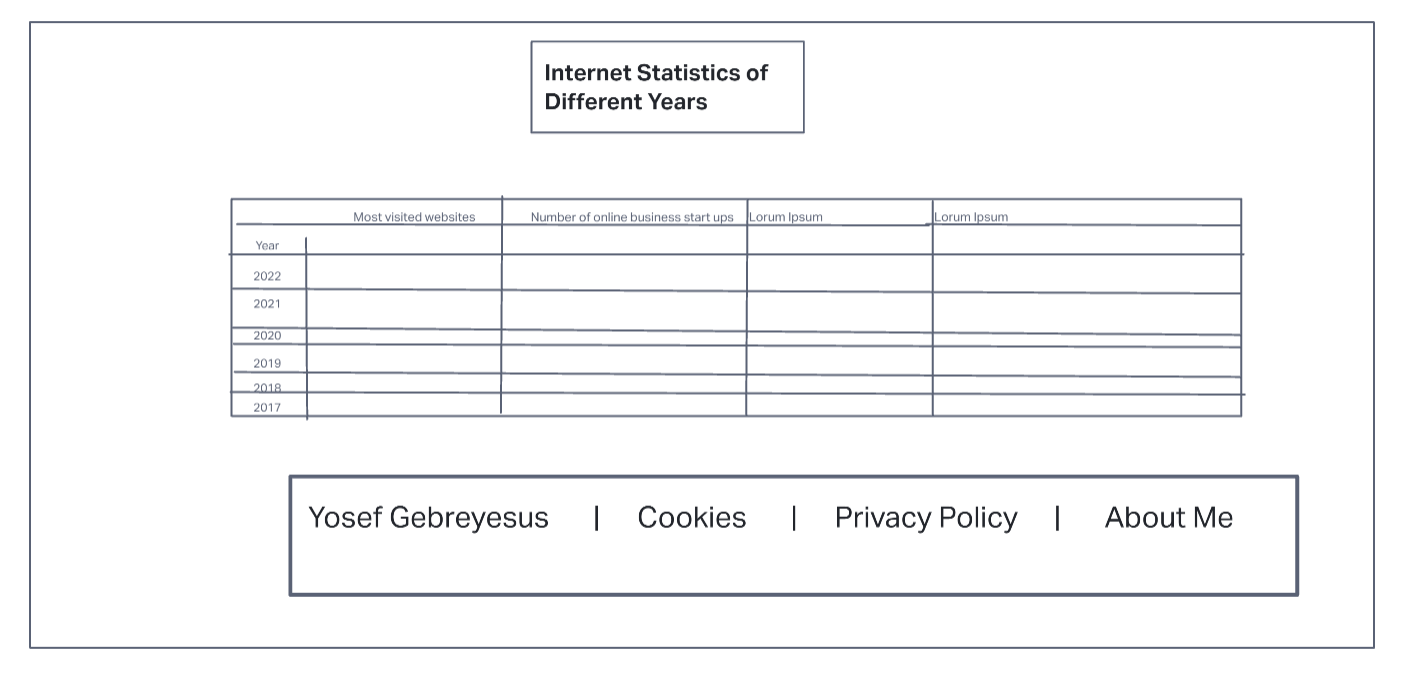 Internet Statistics of
Different Years
Most visited websites Number of online business start ups Lorum Ipsum Lorum Ipsum
Year
2022
2021
2020
2019
2018
2017
Yosef Gebreyesus | Cookies | Privacy Policy | About Me